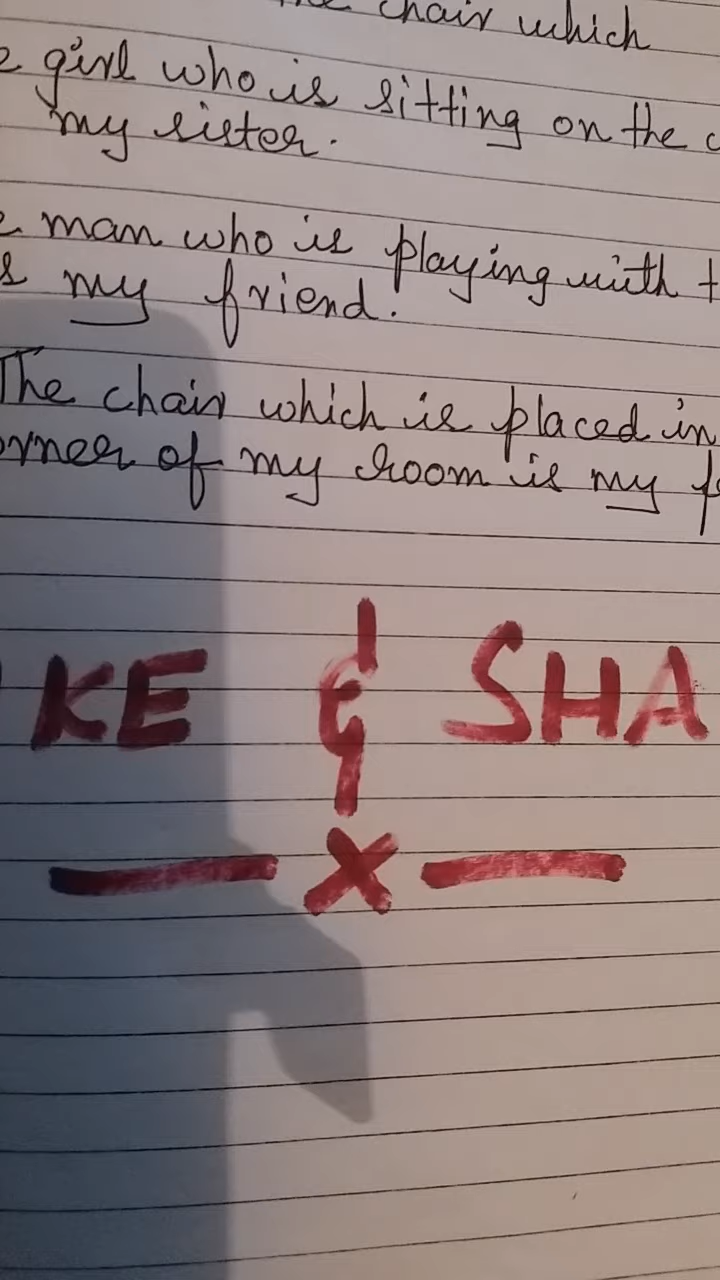 chair which
girl who is sitting on the
my sister.
man who is playing with
my friend.
The chair which is placed in
of my room is my
KE & SHA
x